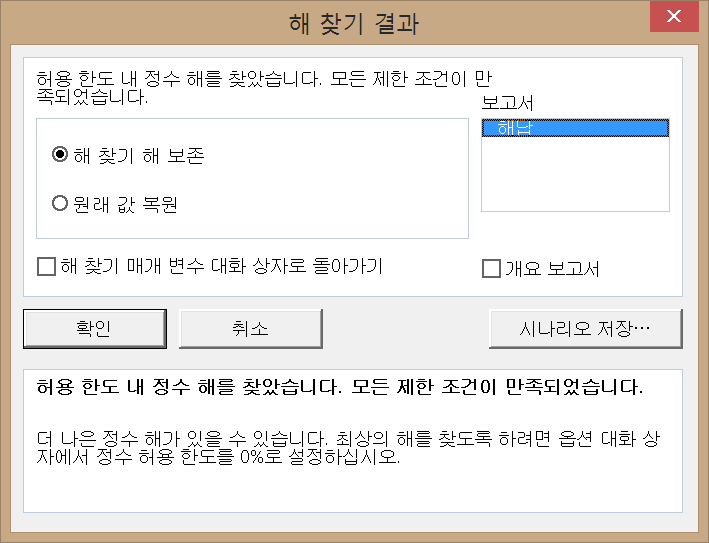 해 찾기 결과
허용 한도 내 정수 해를 찾았습니다. 모든 제한 조건이 만
족되었습니다.
보고서
해답
해 찾기 해 보존
원래 값 복원
해 찾기 매개 변수 대화 상자로 돌아가기
개요 보고서
확인
취소
시나리오 저장...
허용 한도 내 정수 해를 찾았습니다. 모든 제한 조건이 만족되었습니다.
더 나은 정수 해가 있을 수 있습니다. 최상의 해를 찾도록 하려면 옵션 대화 상
자에서 정수 허용 한도를 0%로 설정하십시오.